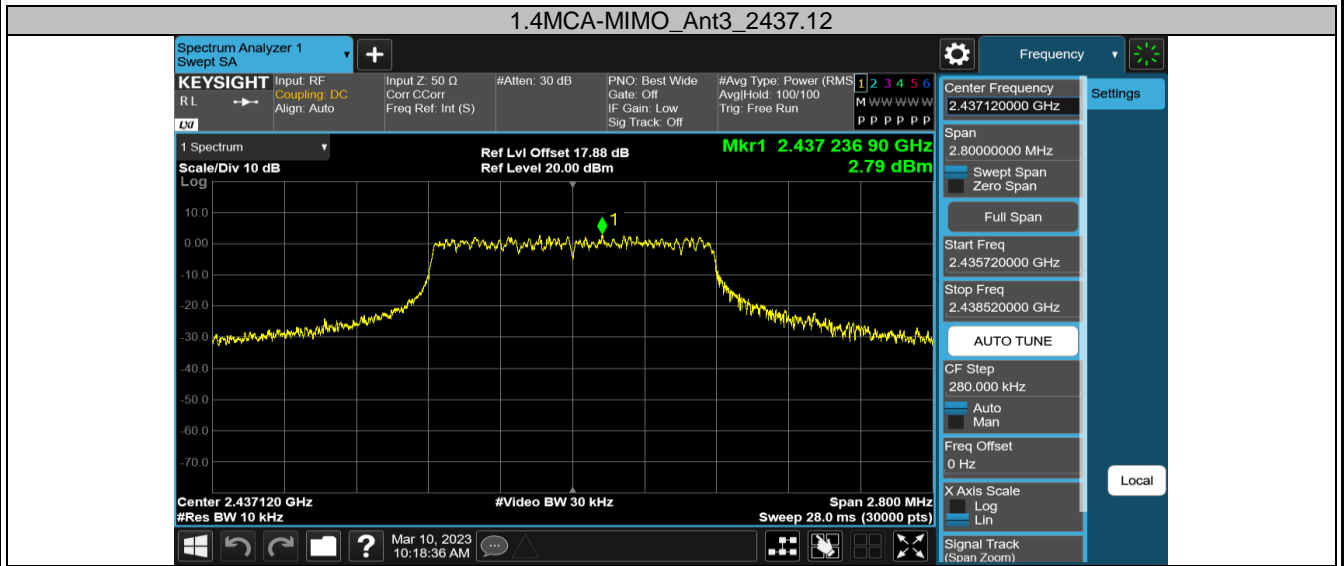 1.4MCA-MIMO_Ant3_2437.12
Spectrum Analyzer 1
Swept SA
+
Frequency
KEYSIGHT
R L
LXI
Input: RF
Coupling: DC
Align: Auto
Input Z: 50 Ω
Corr CCorr
Freq Ref: Int (S)
#Atten: 30 dB
PNO: Best Wide
Gate: Off
IF Gain: Low
Sig Track: Off
#Avg Type: Power (RMS
Avg|Hold: 100/100
Trig: Free Run
1 2 3 4 5 6
M W W W W W
P P P P P P
1 Spectrum
Scale/Div 10 dB
Log
Ref Lvl Offset 17.88 dB
Ref Level 20.00 dBm
Mkr1 2.437 236 90 GHz
2.79 dBm
1
10.0
0.00
-10.0
-20.0
-30.0
-40.0
-50.0
-60.0
-70.0
Center 2.437120 GHz
#Res BW 10 kHz
#Video BW 30 kHz
Span 2.800 MHz
Sweep 28.0 ms (30000 pts)
Center Frequency
2.437120000 GHz
Settings
Span
2.80000000 MHz
Swept Span
Zero Span
Full Span
Start Freq
2.435720000 GHz
Stop Freq
2.438520000 GHz
AUTO TUNE
CF Step
280.000 kHz
Auto
Man
Freq Offset
0 Hz
X Axis Scale
Log
Lin
Local
Signal Track
(Span Zoom)
?
Mar 10, 2023
10:18:36 AM